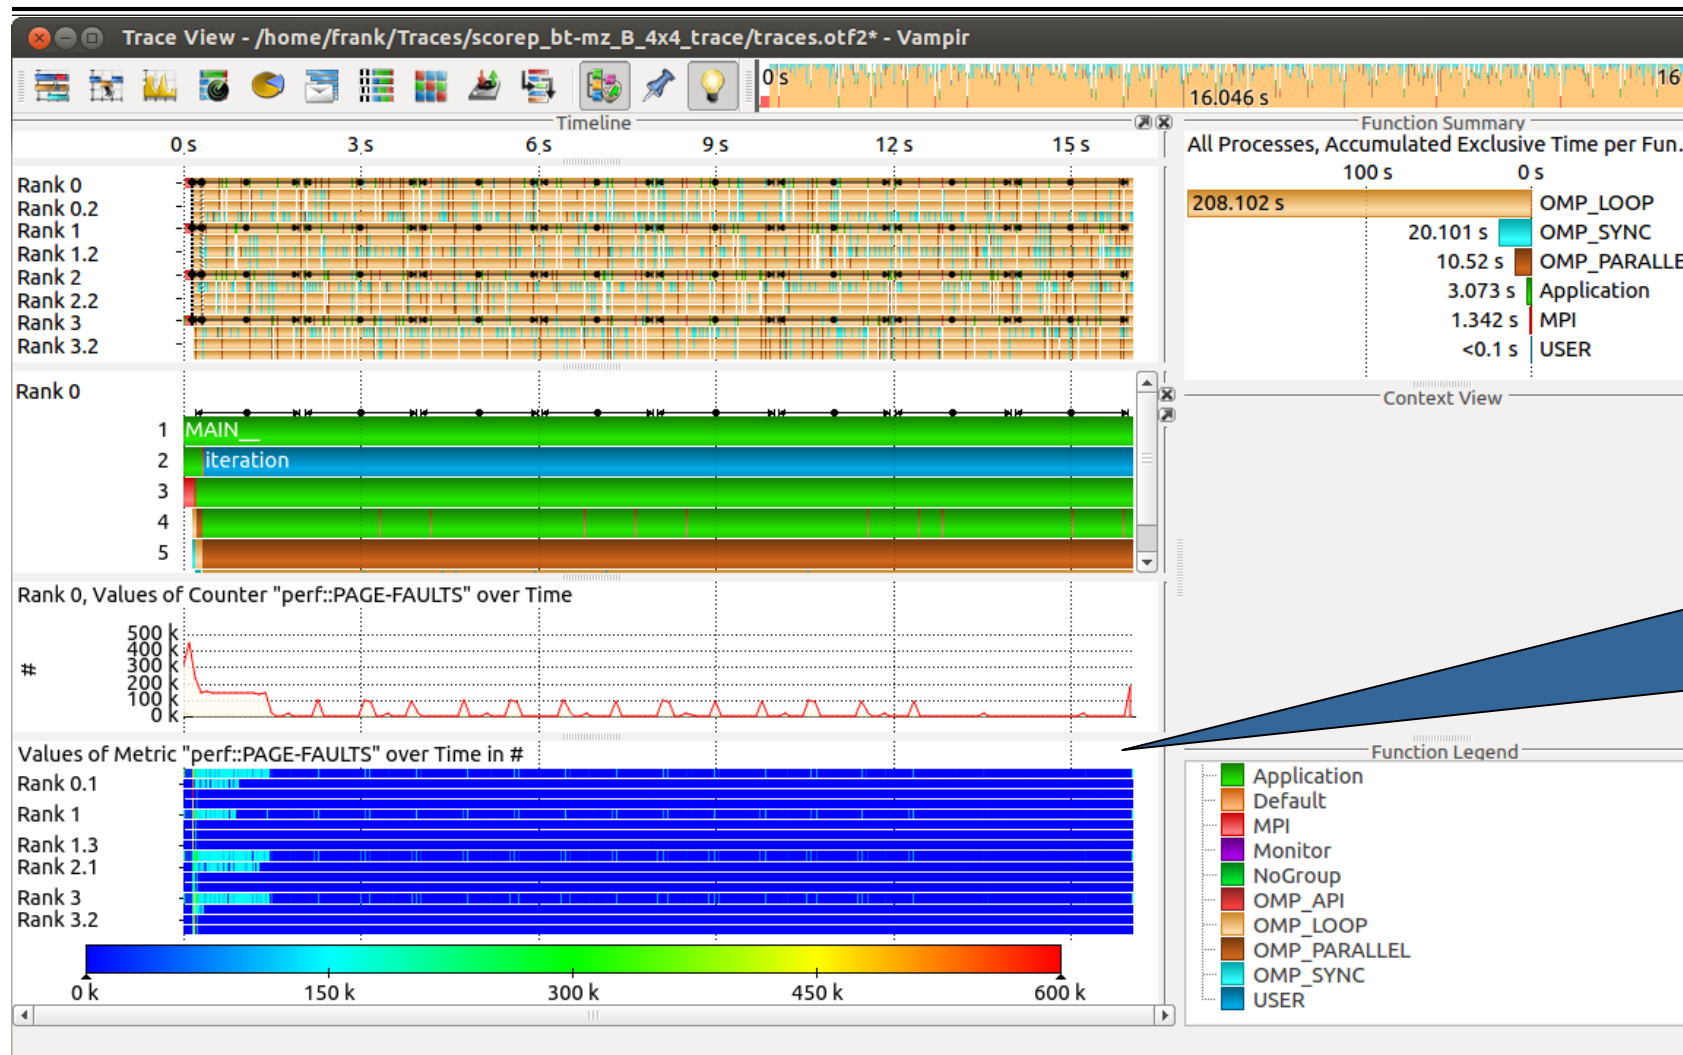 Trace View - /home/frank/Traces/scorep_bt-mz_B_4x4_trace/traces.otf2* - Vampir
0 s
16.046 s
16
Timeline
0 s 3 s 6 s 9 s 12 s 15 s
Rank 0
Rank 0.2
Rank 1
Rank 1.2
Rank 2
Rank 2.2
Rank 3
Rank 3.2
Rank 0
1 MAIN__
2 iteration
3
4
5
Rank 0, Values of Counter "perf::PAGE-FAULTS" over Time
500 k
400 k
300 k
200 k
100 k
0 k
#
Values of Metric "perf::PAGE-FAULTS" over Time in #
Rank 0.1
Rank 1
Rank 1.3
Rank 2.1
Rank 3
Rank 3.2
0 k 150 k 300 k 450 k 600 k
Function Summary
All Processes, Accumulated Exclusive Time per Fun.
100 s 0 s
208.102 s OMP_LOOP
20.101 s OMP_SYNC
10.52 s OMP_PARALLE
3.073 s Application
1.342 s MPI
<0.1 s USER
Context View
Function Legend
Application
Default
MPI
Monitor
NoGroup
OMP_API
OMP_LOOP
OMP_PARALLEL
OMP_SYNC
USER